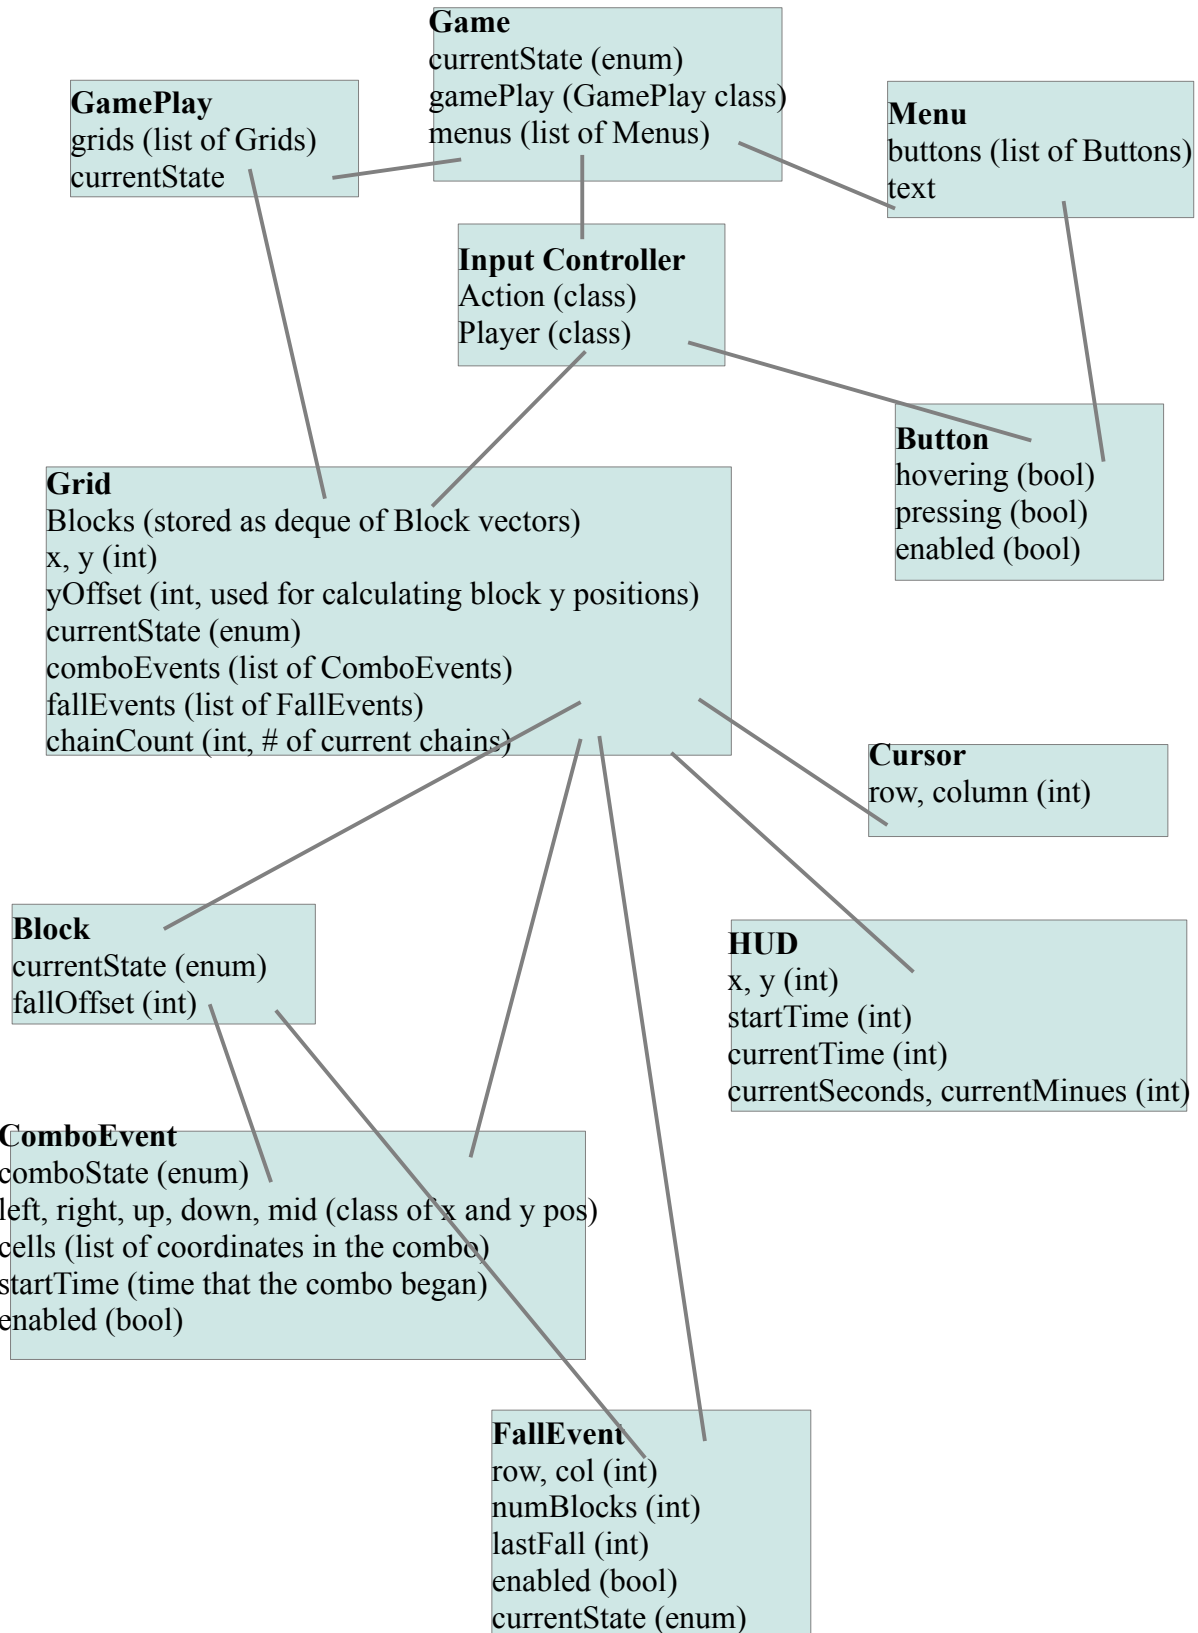 Game
currentState (enum)
gamePlay (GamePlay class)
menus (list of Menus)
GamePlay
grids (list of Grids)
currentState
Menu
buttons (list of Buttons)
text
Input Controller
Action (class)
Player (class)
Button
hovering (bool)
pressing (bool)
enabled (bool)
Grid
Blocks (stored as deque of Block vectors)
x, y (int)
yOffset (int, used for calculating block y positions)
currentState (enum)
comboEvents (list of ComboEvents)
fallEvents (list of FallEvents)
chainCount (int, # of current chains)
Cursor
row, column (int)
Block
currentState (enum)
fallOffset (int)
HUD
x, y (int)
startTime (int)
currentTime (int)
currentSeconds, currentMinues (int)
ComboEvent
comboState (enum)
left, right, up, down, mid (class of x and y pos)
cells (list of coordinates in the combo)
startTime (time that the combo began)
enabled (bool)
FallEvent
row, col (int)
numBlocks (int)
lastFall (int)
enabled (bool)
currentState (enum)